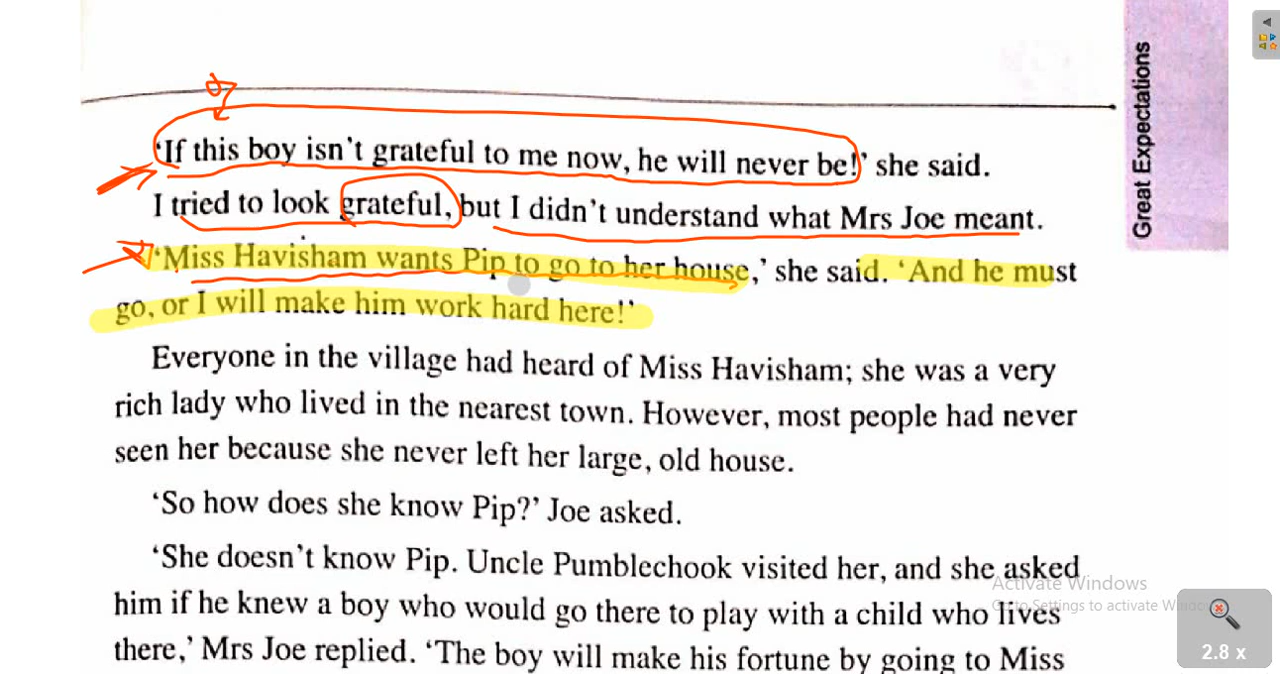 Great Expectations
'If this boy isn't grateful to me now, he will never be!' she said.
I tried to look grateful, but I didn't understand what Mrs Joe meant.
'Miss Havisham wants Pip to go to her house,' she said. 'And he must
go, or I will make him work hard here!'
Everyone in the village had heard of Miss Havisham; she was a very
rich lady who lived in the nearest town. However, most people had never
seen her because she never left her large, old house.
'So how does she know Pip?' Joe asked.
'She doesn't know Pip. Uncle Pumblechook visited her, and she asked
him if he knew a boy who would go there to play with a child who lives
there,' Mrs Joe replied. 'The boy will make his fortune by going to Miss
Activate Windows
Go to Settings to activate
2.8 x